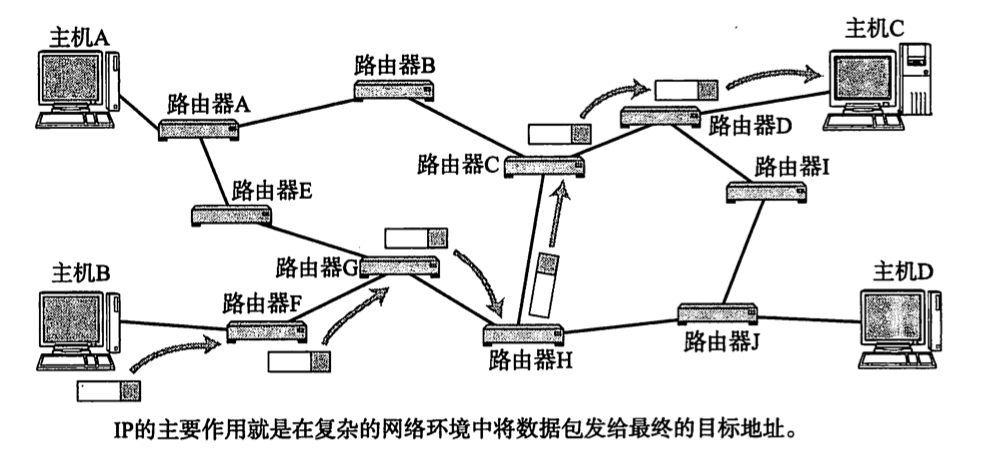 主机A
主机C
路由器B
路由器A
路由器D
路由器C
路由器I
路由器E
路由器G
主机B
主机D
路由器F
路由器J
路由器H
IP的主要作用就是在复杂的网络环境中将数据包发给最终的目标地址。